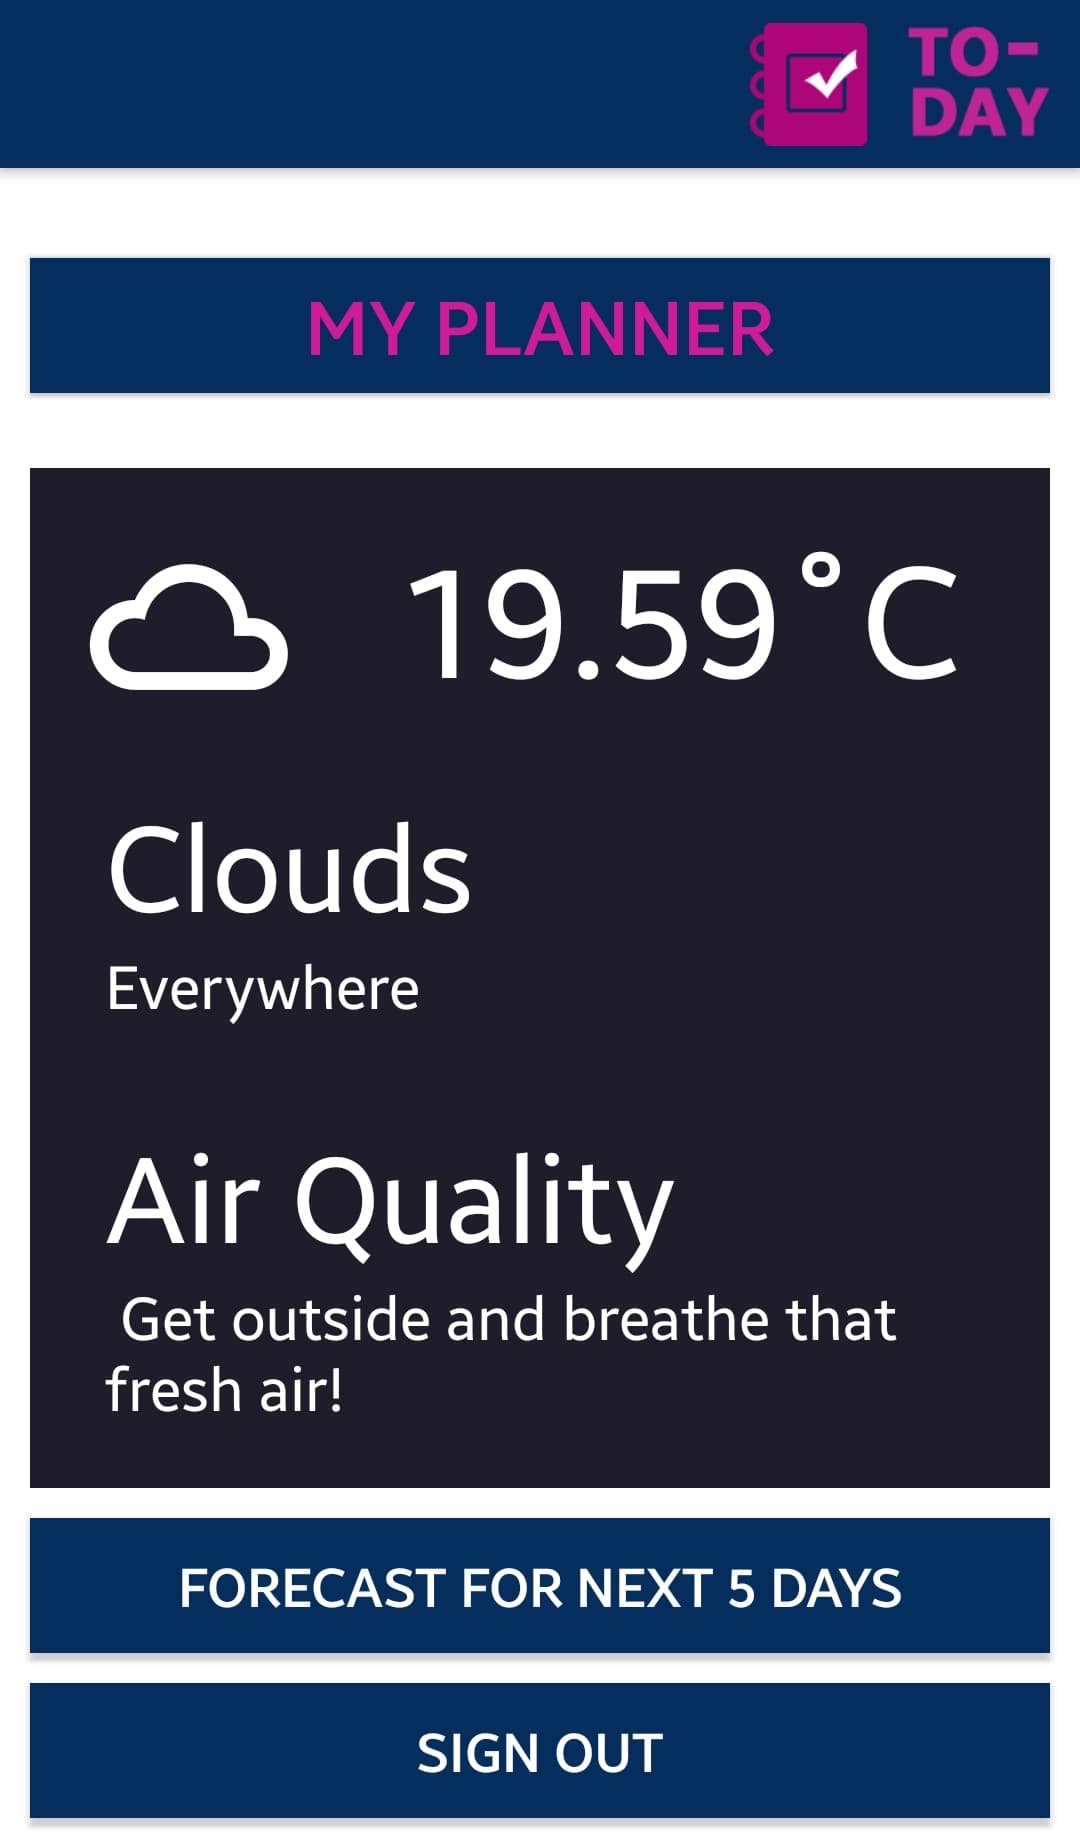 TO-
DAY
MY PLANNER
19.59°C
Clouds
Everywhere
Air Quality
Get outside and breathe that
fresh air!
FORECAST FOR NEXT 5 DAYS
SIGN OUT